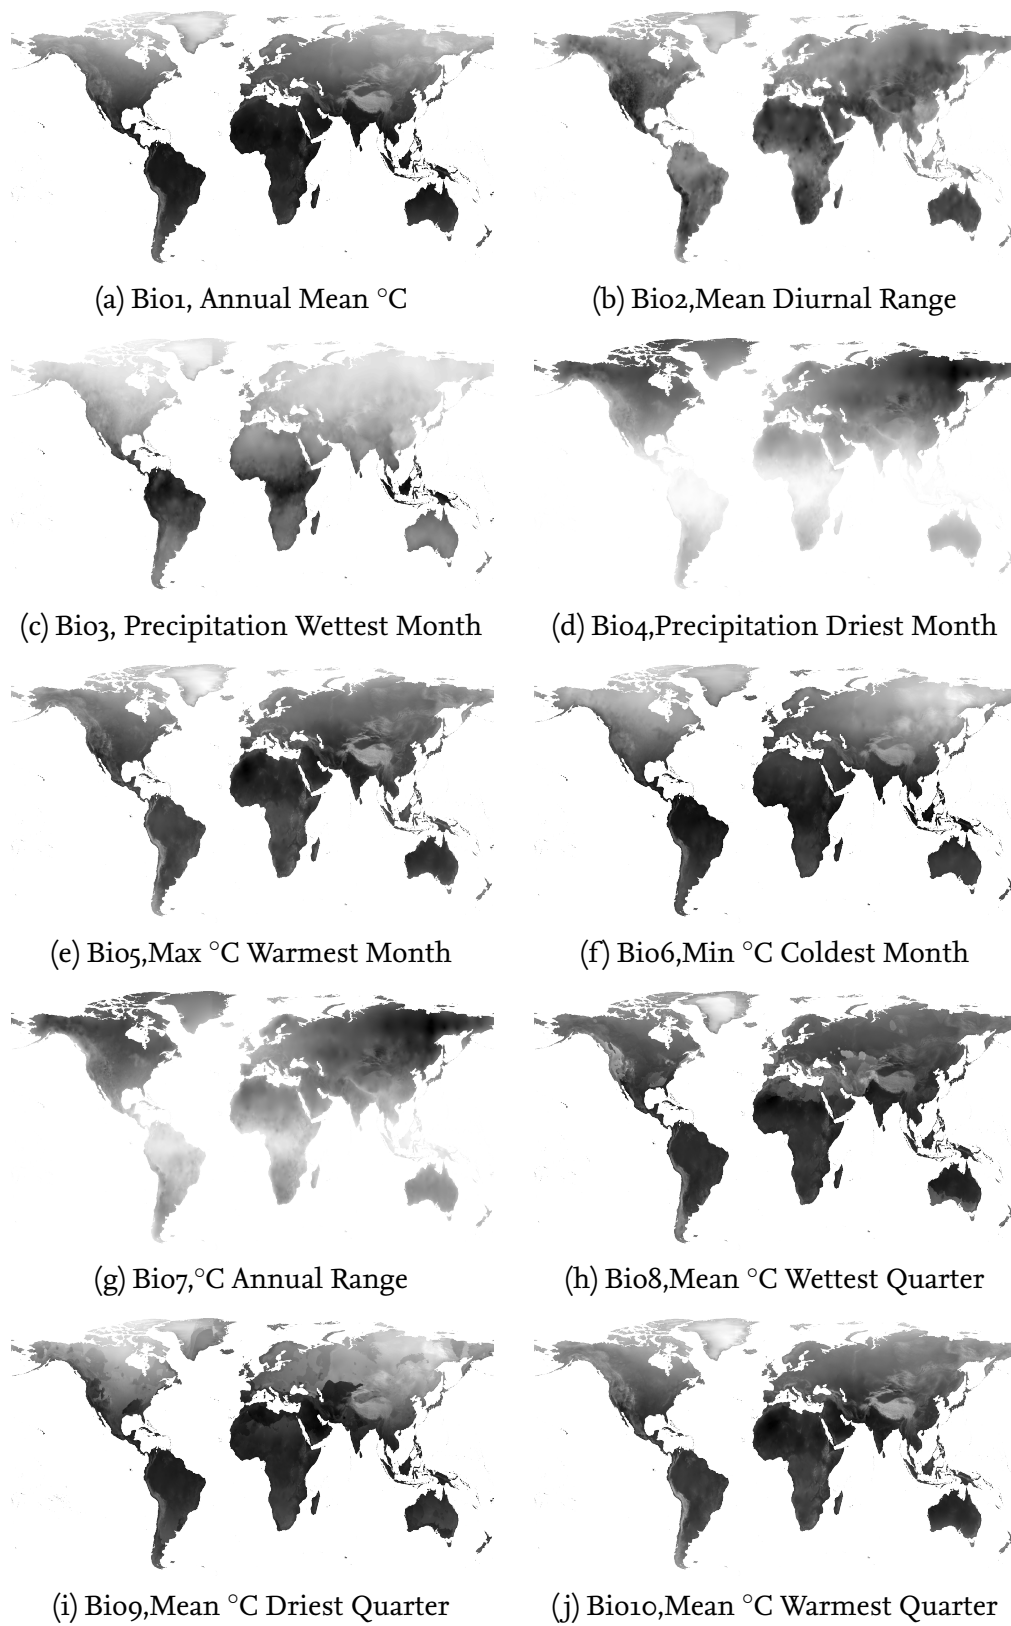 (a) Bio1, Annual Mean °C
(b) Bio2,Mean Diurnal Range
(c) Bio3, Precipitation Wettest Month
(d) Bio4,Precipitation Driest Month
(e) Bio5,Max °C Warmest Month
(f) Bio6,Min °C Coldest Month
(g) Bio7,°C Annual Range
(h) Bio8,Mean °C Wettest Quarter
(i) Bio9,Mean °C Driest Quarter
(j) Bio10,Mean °C Warmest Quarter